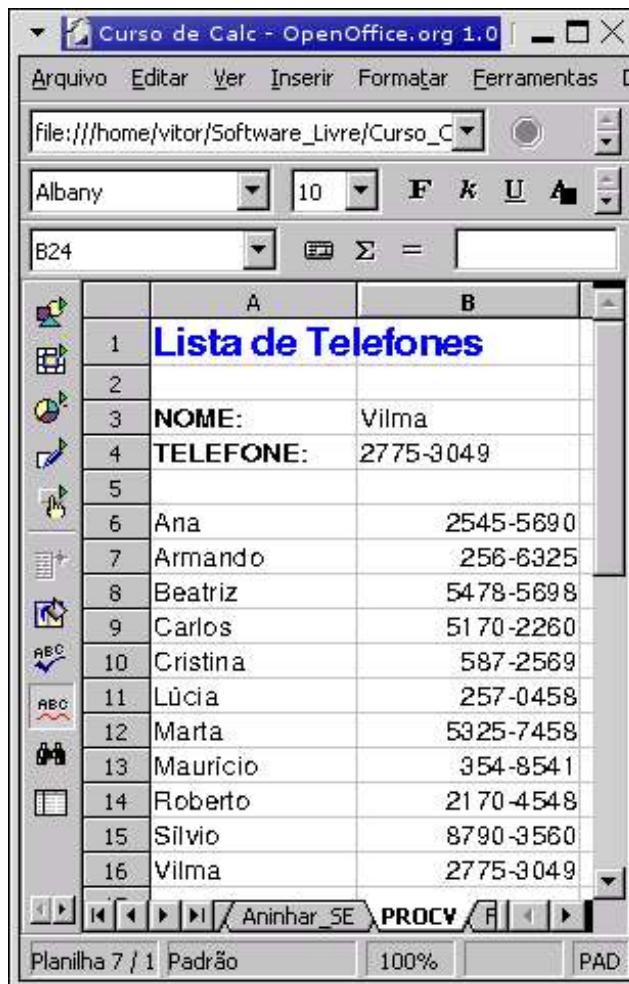 Curso de Calc - OpenOffice.org 1.0
Arquivo Editar Ver Inserir Formatar Ferramentas
file:///home/vitor/Software_Livre/Curso_C
Albany 10 F k U A
B24 Σ =
A B
1 Lista de Telefones
2
3 NOME: Vilma
4 TELEFONE: 2775-3049
5
6 Ana 2545-5690
7 Armando 256-6325
8 Beatriz 5478-5698
9 Carlos 5170-2260
10 Cristina 587-2569
11 Lúcia 257-0458
12 Marta 5325-7458
13 Maurício 354-8541
14 Roberto 2170-4548
15 Sílvio 8790-3560
16 Vilma 2775-3049
ABC
ABC
Aninhar_SE PROCV F
Planilha 7 / 1 Padrão 100% PAD